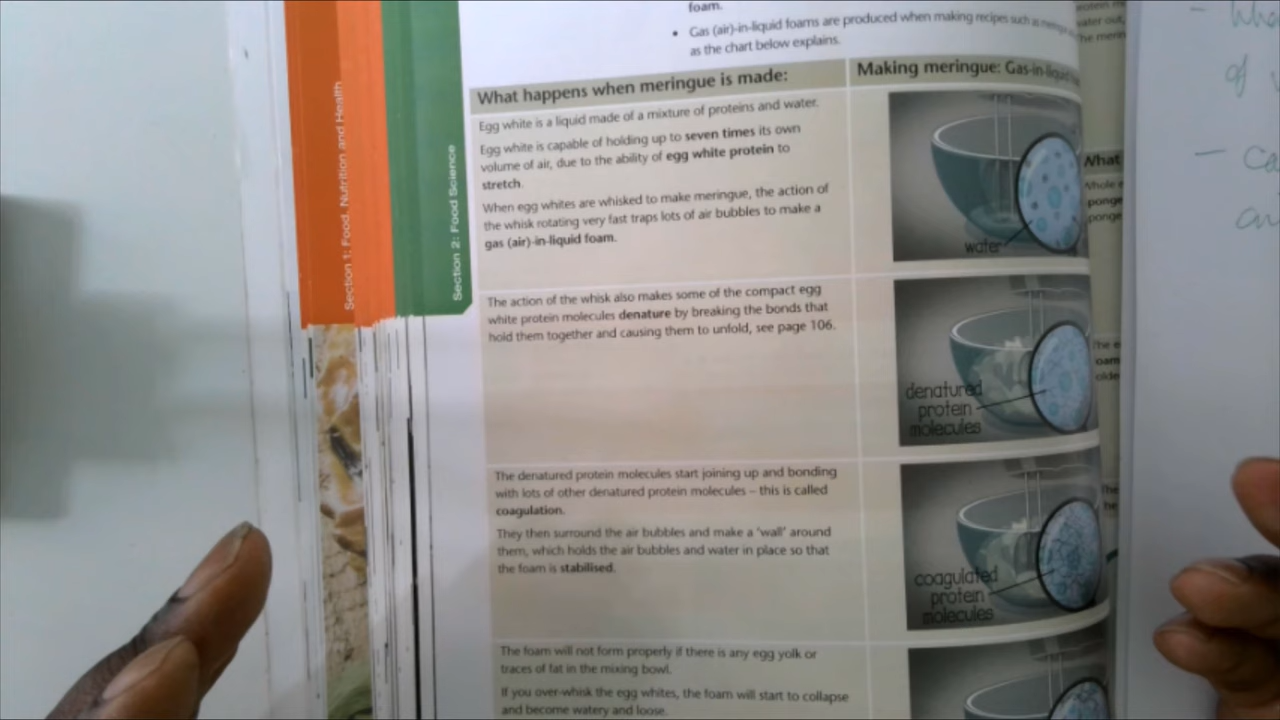 foam.
• Gas (air)-in-liquid foams are produced when making recipes such as
as the chart below explains.
What happens when meringue is made:
Making meringue: Gas-in-liquid
Egg white is a liquid made of a mixture of proteins and water.
Egg white is capable of holding up to seven times its own
volume of air, due to the ability of egg white protein to
stretch.
When egg whites are whisked to make meringue, the action of
the whisk rotating very fast traps lots of air bubbles to make a
gas (air)-in-liquid foam.
water
The action of the whisk also makes some of the compact egg
white protein molecules denature by breaking the bonds that
hold them together and causing them to unfold, see page 106.
denatured
protein
molecules
The denatured protein molecules start joining up and bonding
with lots of other denatured protein molecules – this is called
coagulation.
They then surround the air bubbles and make a 'wall' around
them, which holds the air bubbles and water in place so that
the foam is stabilised.
coagulated
protein
molecules
The foam will not form properly if there is any egg yolk or
traces of fat in the mixing bowl.
If you over-whisk the egg whites, the foam will start to collapse
and become watery and loose.
Section 1: Food, Nutrition and Health
Section 2: Food Science
water out,
What
Whole
of